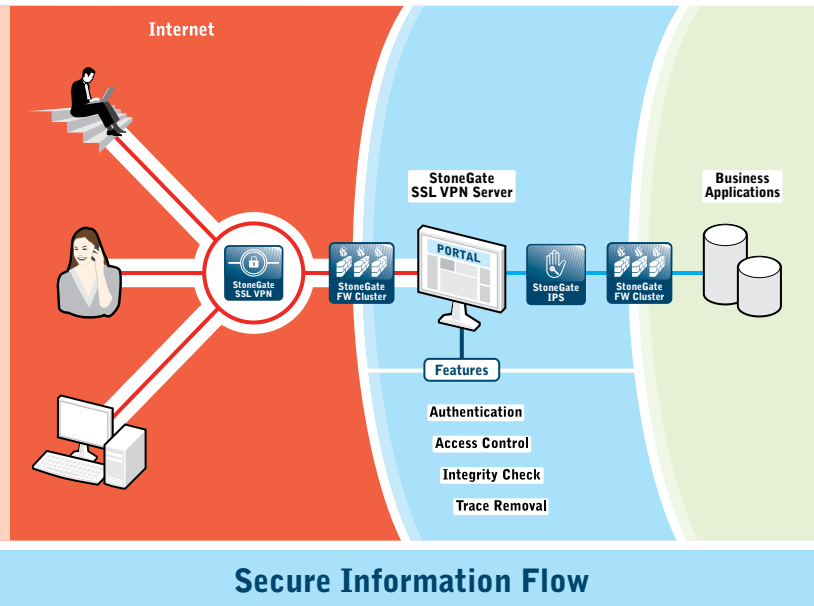 Internet
StoneGate
SSL VPN Server
Business
Applications
PORTAL
StoneGate
SSL VPN
StoneGate
FW Cluster
StoneGate
IPS
StoneGate
FW Cluster
Features
Authentication
Access Control
Integrity Check
Trace Removal
Secure Information Flow